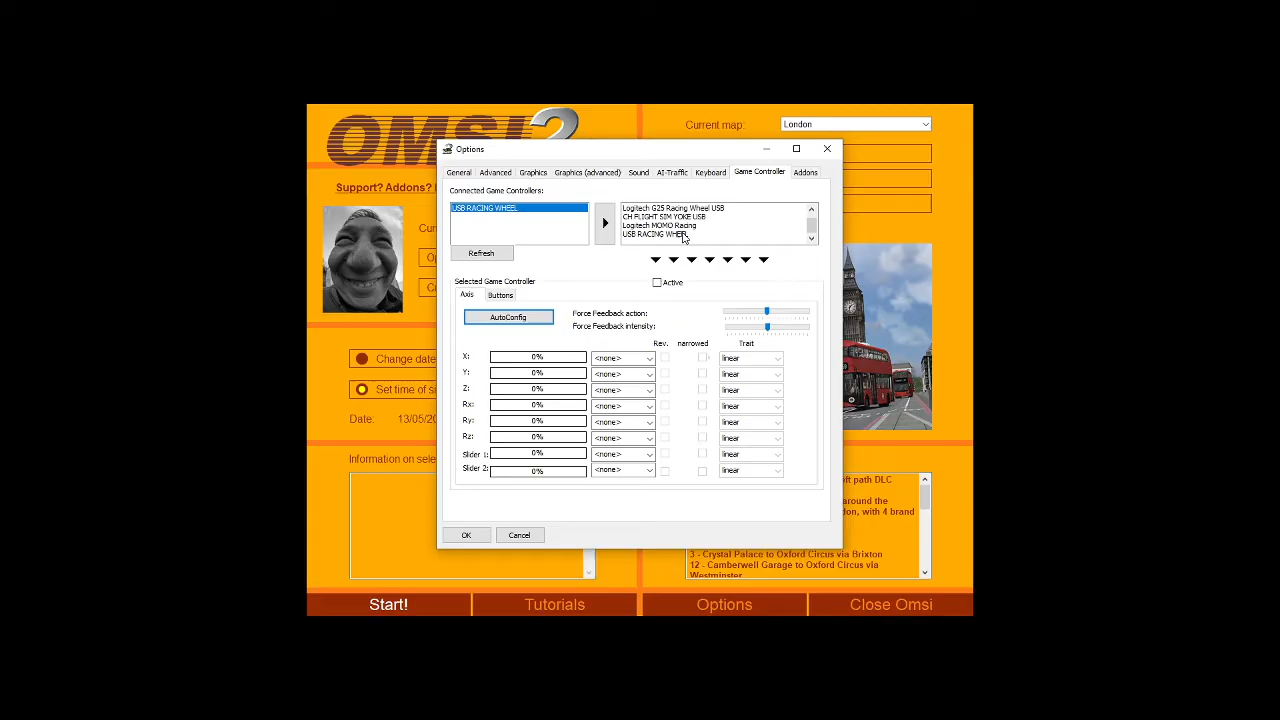 OMSI 2
Current map:
London
Options
General
Advanced
Graphics
Graphics (advanced)
Sound
AI-Traffic
Keyboard
Game Controller
Addons
Support? Addons?
Connected Game Controllers:
USB RACING WHEEL
Logitech G25 Racing Wheel USB
CH FLIGHT SIM YOKE USB
Logitech MOMO Racing
USB RACING WHEEL
Refresh
Selected Game Controller
Active
Axis
Buttons
AutoConfig
Force Feedback action:
Force Feedback intensity:
Rev.
narrowed
Trait
X:
0%
<none>
linear
Y:
0%
<none>
linear
Z:
0%
<none>
linear
Rx:
0%
<none>
linear
Ry:
0%
<none>
linear
Rz:
0%
<none>
linear
Slider 1:
0%
<none>
linear
Slider 2:
0%
<none>
linear
OK
Cancel
Change date
Set time of s
Date:
13/05/20
Information on sele
eft path DLC
around the
don, with 4 brand
3 - Crystal Palace to Oxford Circus via Brixton
12 - Camberwell Garage to Oxford Circus via
Westminster
Start!
Tutorials
Options
Close Omsi